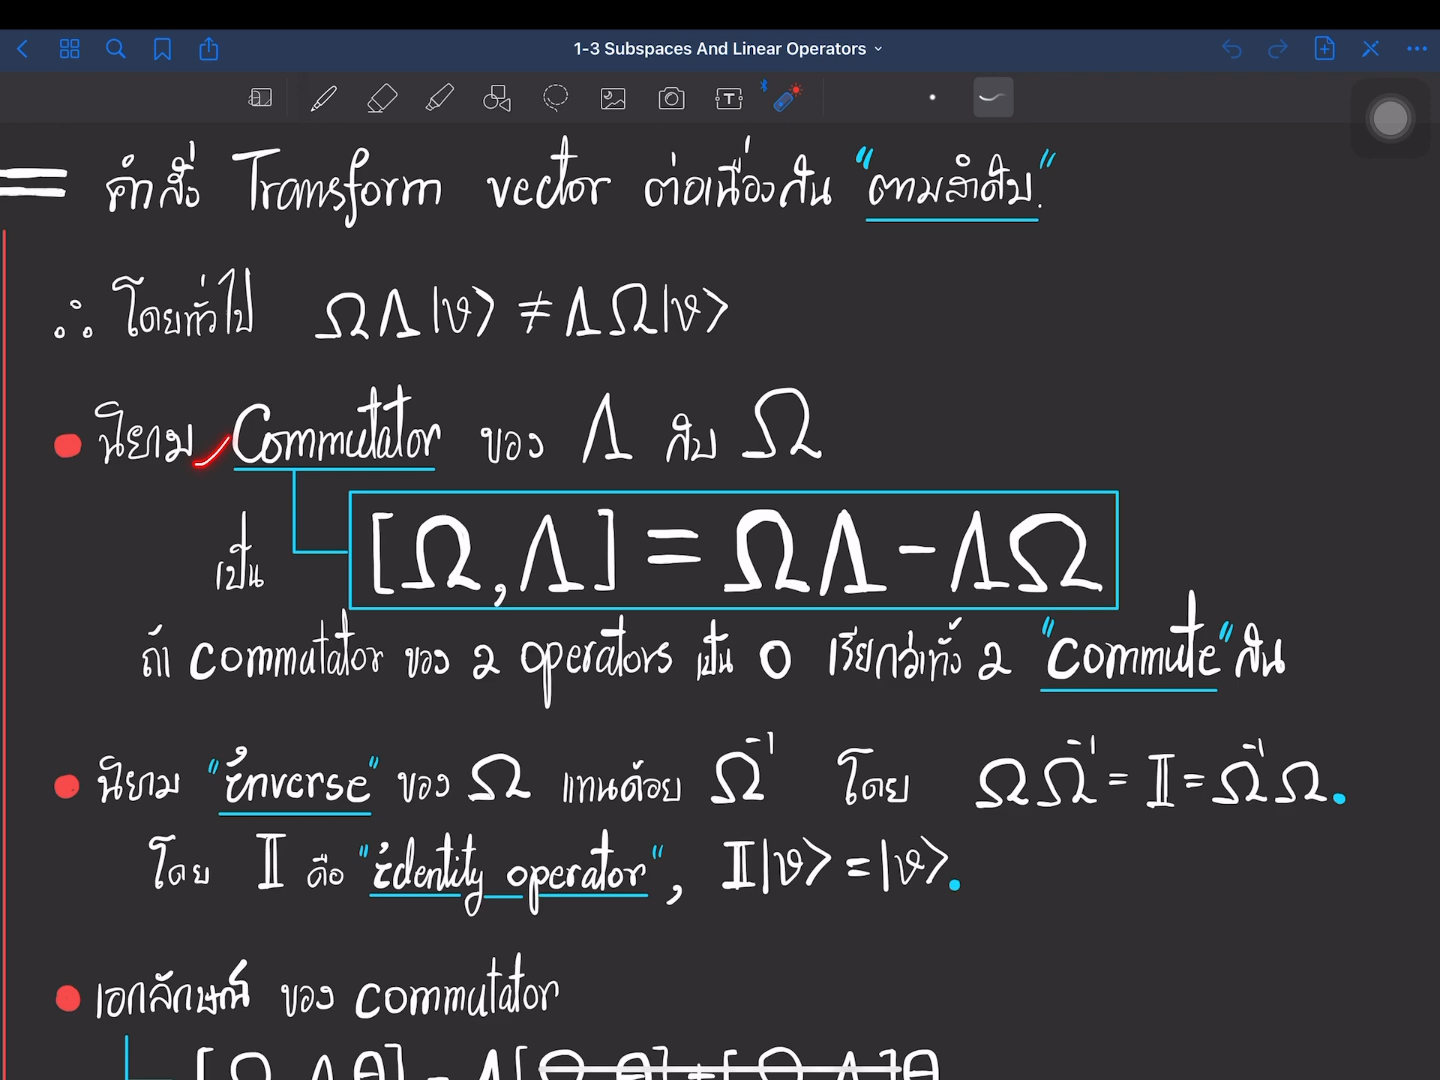 1-3 Subspaces And Linear Operators
= คำสั่ง Transform vector ต่อเนื่องกัน "ตามลำดับ."
∴ โดยทั่วไป ΩΛ|v⟩ ≠ ΛΩ|v⟩
นิยาม Commutator ของ Λ กับ Ω
เป็น [Ω,Λ] = ΩΛ-ΛΩ
ถ้า commutator ของ 2 operators เป็น 0 เรียกว่าทั้ง 2 "commute" กัน
นิยาม "inverse" ของ Ω แทนด้วย Ω⁻¹ โดย ΩΩ⁻¹ = 𝕀 = Ω⁻¹Ω.
โดย 𝕀 คือ "identity operator", 𝕀|v⟩ = |v⟩.
เอกลักษณ์ ของ commutator
[Ω,Λθ] = Λ[Ω,θ] + [Ω,Λ]θ